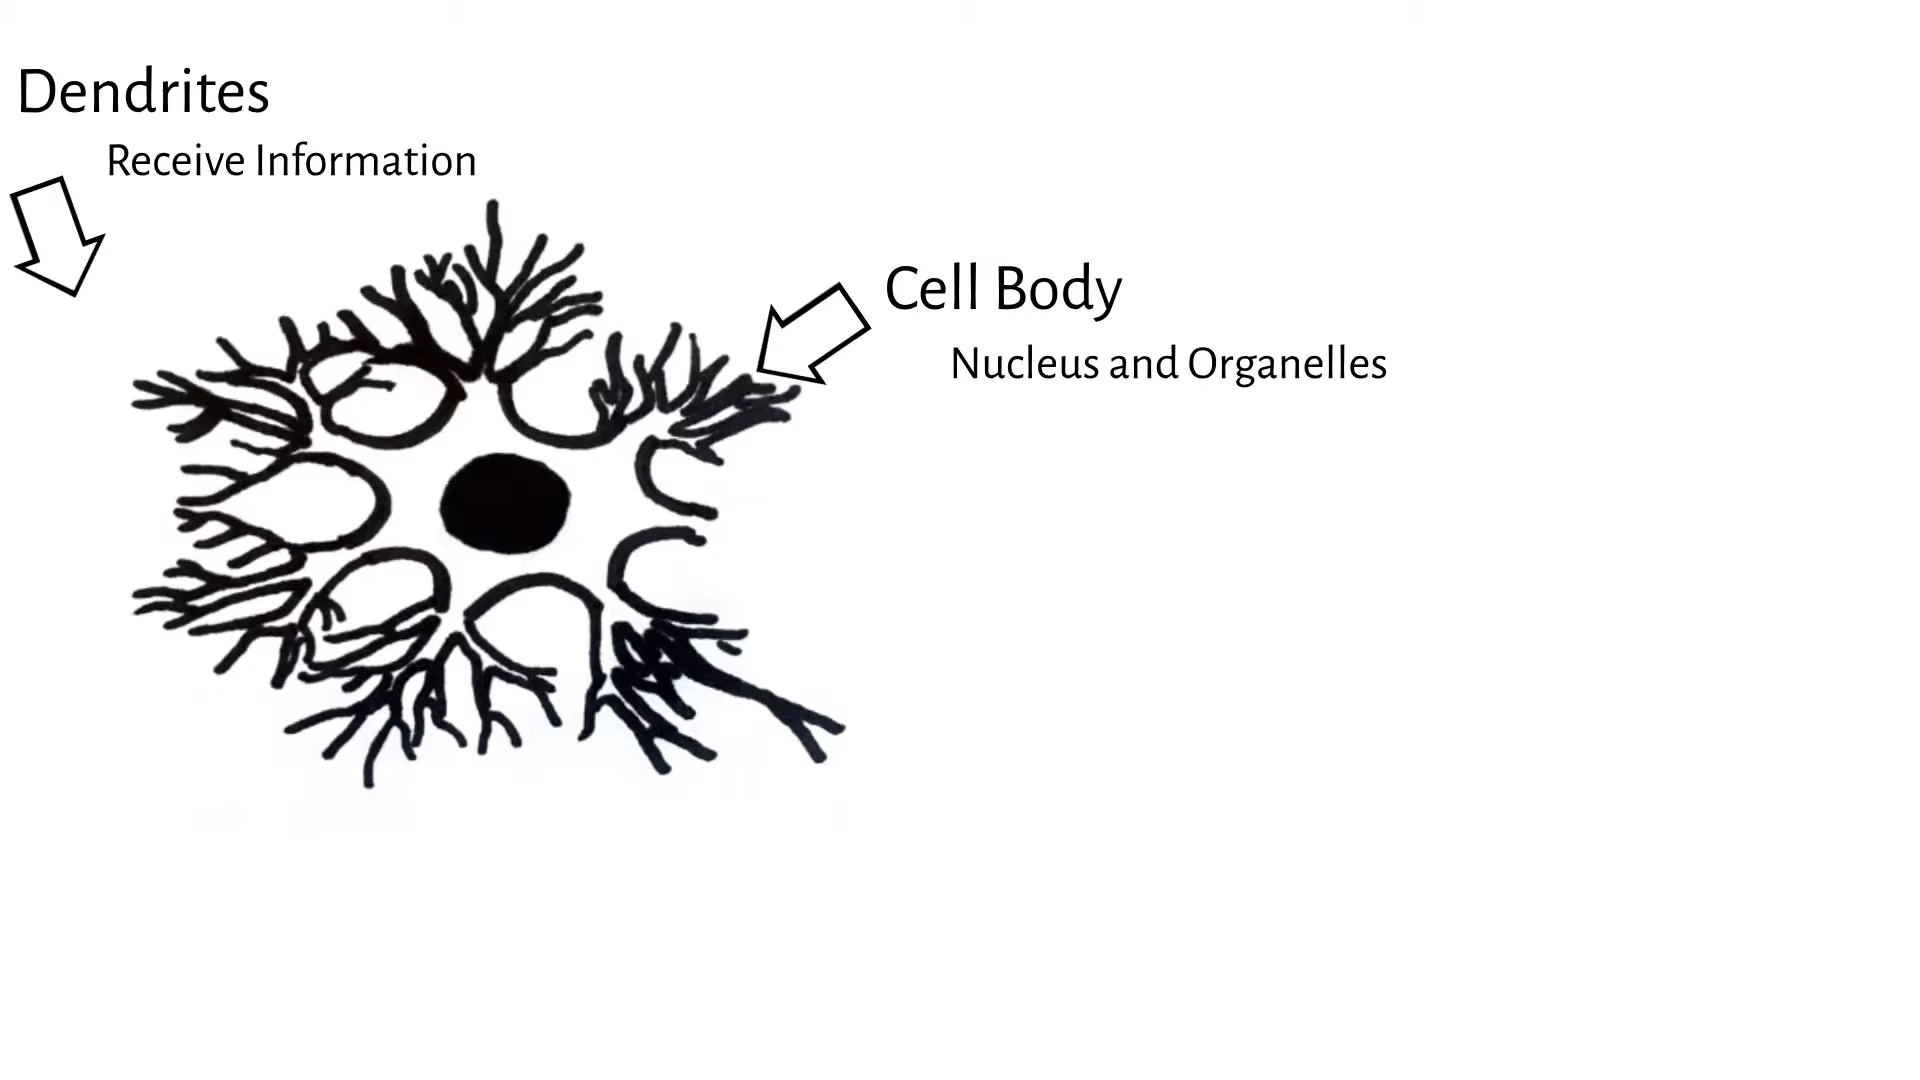 Dendrites
Receive Information
Cell Body
Nucleus and Organelles